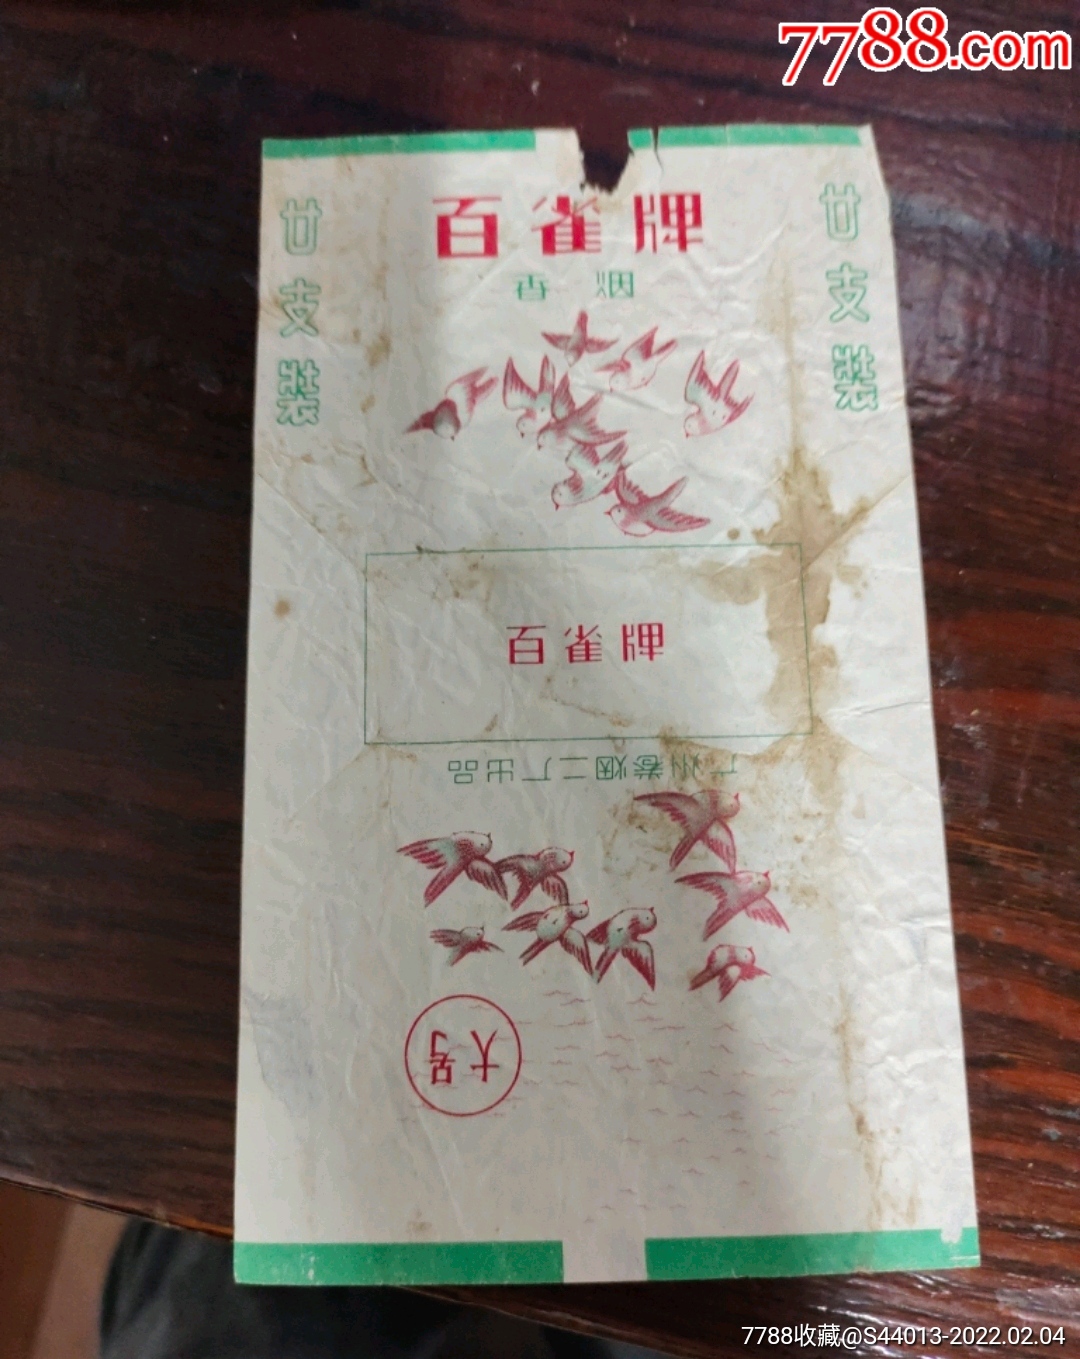 7788.com
百雀牌
香烟
廿支装
廿支装
百雀牌
广州卷烟二厂出品
大号
7788收藏@S44013-2022.02.04